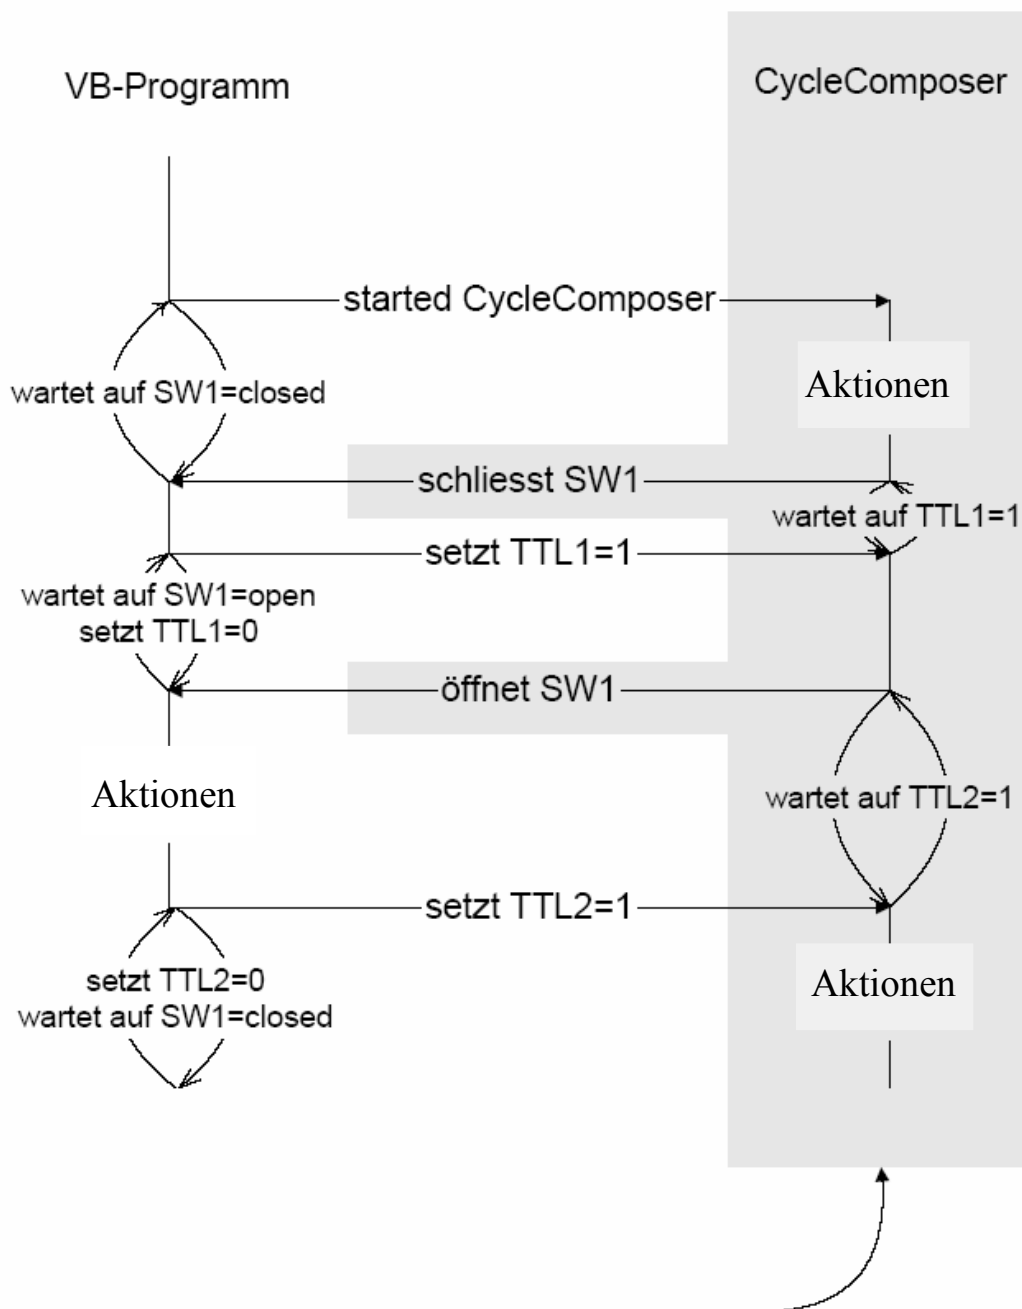 VB-Programm
CycleComposer
started CycleComposer
Aktionen
wartet auf SW1=closed
schliesst SW1
wartet auf TTL1=1
setzt TTL1=1
wartet auf SW1=open
setzt TTL1=0
öffnet SW1
Aktionen
wartet auf TTL2=1
setzt TTL2=1
setzt TTL2=0
wartet auf SW1=closed
Aktionen